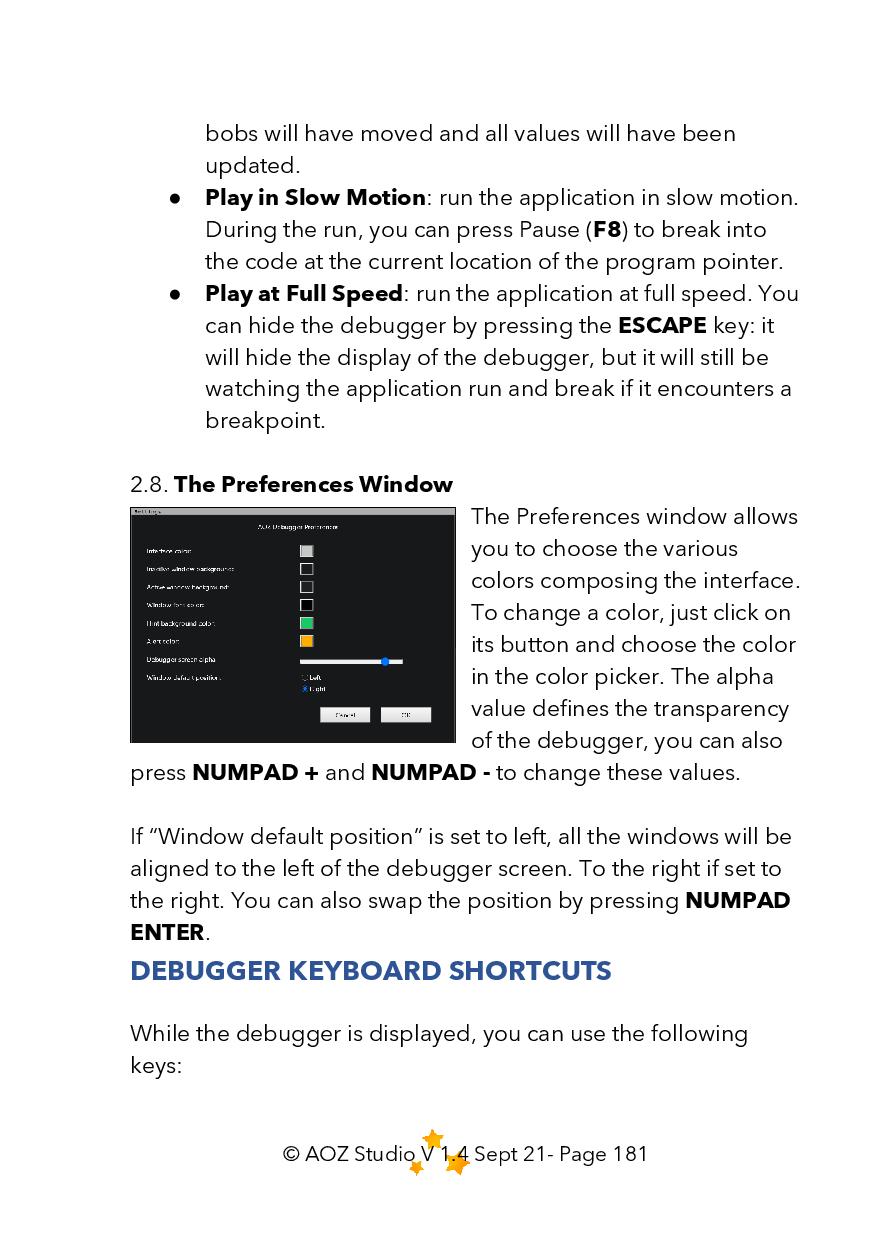 bobs will have moved and all values will have been
updated.
● Play in Slow Motion: run the application in slow motion.
During the run, you can press Pause (F8) to break into
the code at the current location of the program pointer.
● Play at Full Speed: run the application at full speed. You
can hide the debugger by pressing the ESCAPE key: it
will hide the display of the debugger, but it will still be
watching the application run and break if it encounters a
breakpoint.
2.8. The Preferences Window
Settings
AOZ Debugger Preferences
Interface color:
Inactive window background:
Active window background:
Window font color:
Hint background color:
Alert color:
Debugger screen alpha
Window default position:
Left
Right
Cancel
OK
The Preferences window allows
you to choose the various
colors composing the interface.
To change a color, just click on
its button and choose the color
in the color picker. The alpha
value defines the transparency
of the debugger, you can also
press NUMPAD + and NUMPAD - to change these values.
If “Window default position” is set to left, all the windows will be
aligned to the left of the debugger screen. To the right if set to
the right. You can also swap the position by pressing NUMPAD
ENTER.
DEBUGGER KEYBOARD SHORTCUTS
While the debugger is displayed, you can use the following
keys:
© AOZ Studio V 1.4 Sept 21- Page 181